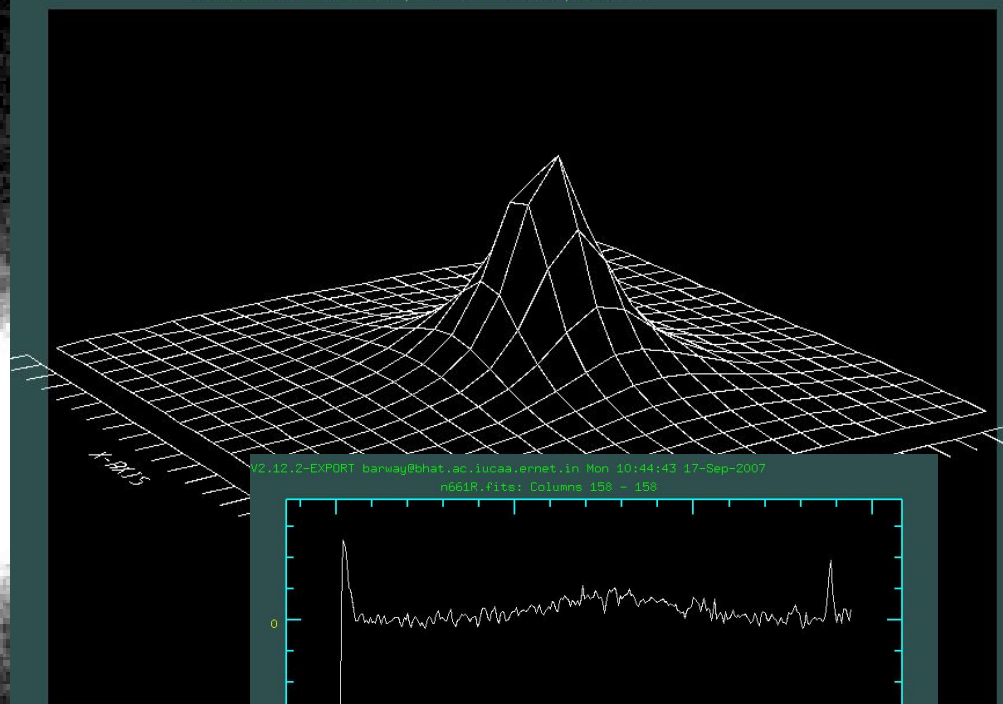 X-AXIS
V2.12.2-EXPORT barway@bhat.ac.iucaa.ernet.in Mon 10:44:43 17-Sep-2007
n661R.fits: Columns 158 - 158
0